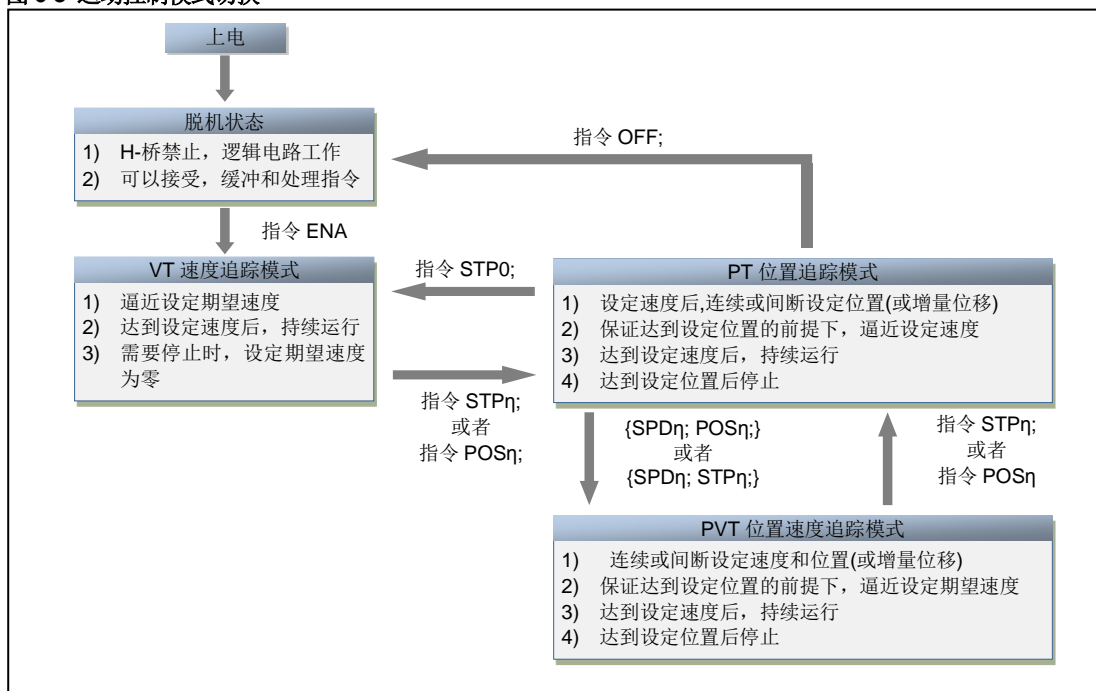 上电
脱机状态
1) H-桥禁止，逻辑电路工作
2) 可以接受，缓冲和处理指令
指令 OFF;
指令 ENA
VT 速度追踪模式
1) 逼近设定期望速度
2) 达到设定速度后，持续运行
3) 需要停止时，设定期望速度
为零
指令 STP0;
PT 位置追踪模式
1) 设定速度后,连续或间断设定位置(或增量位移)
2) 保证达到设定位置的前提下，逼近设定速度
3) 达到设定速度后，持续运行
4) 达到设定位置后停止
指令 STPη;
或者
指令 POSη;
{SPDη; POSη;}
或者
{SPDη; STPη;}
指令 STPη;
或者
指令 POSη
PVT 位置速度追踪模式
1) 连续或间断设定速度和位置(或增量位移)
2) 保证达到设定位置的前提下，逼近设定期望速度
3) 达到设定速度后，持续运行
4) 达到设定位置后停止